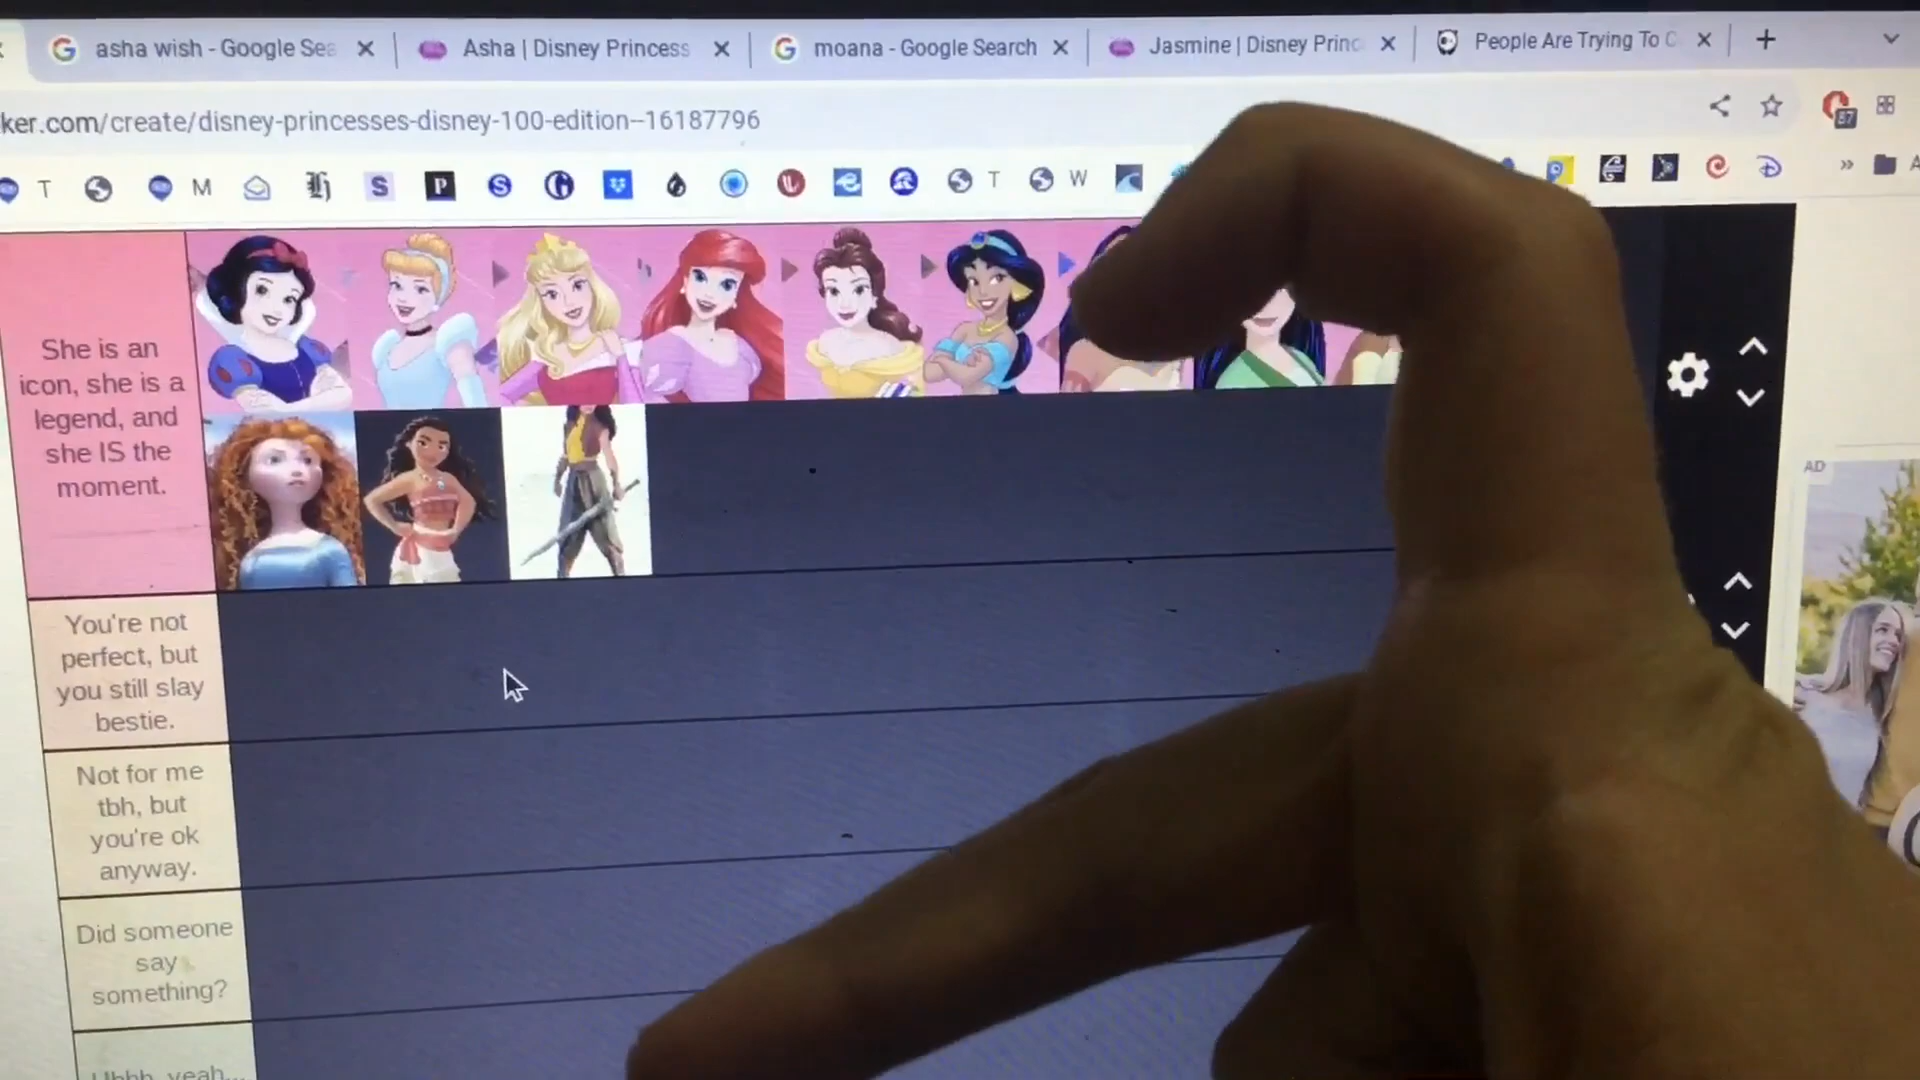 asha wish - Google Sea
Asha | Disney Princess
moana - Google Search
Jasmine | Disney Princ
People Are Trying To C
ker.com/create/disney-princesses-disney-100-edition--16187796
87
T
M
T
W
She is an
icon, she is a
legend, and
she IS the
moment.
AD
You're not
perfect, but
you still slay
bestie.
Not for me
tbh, but
you're ok
anyway.
Did someone
say
something?
Uhhh, yeah...